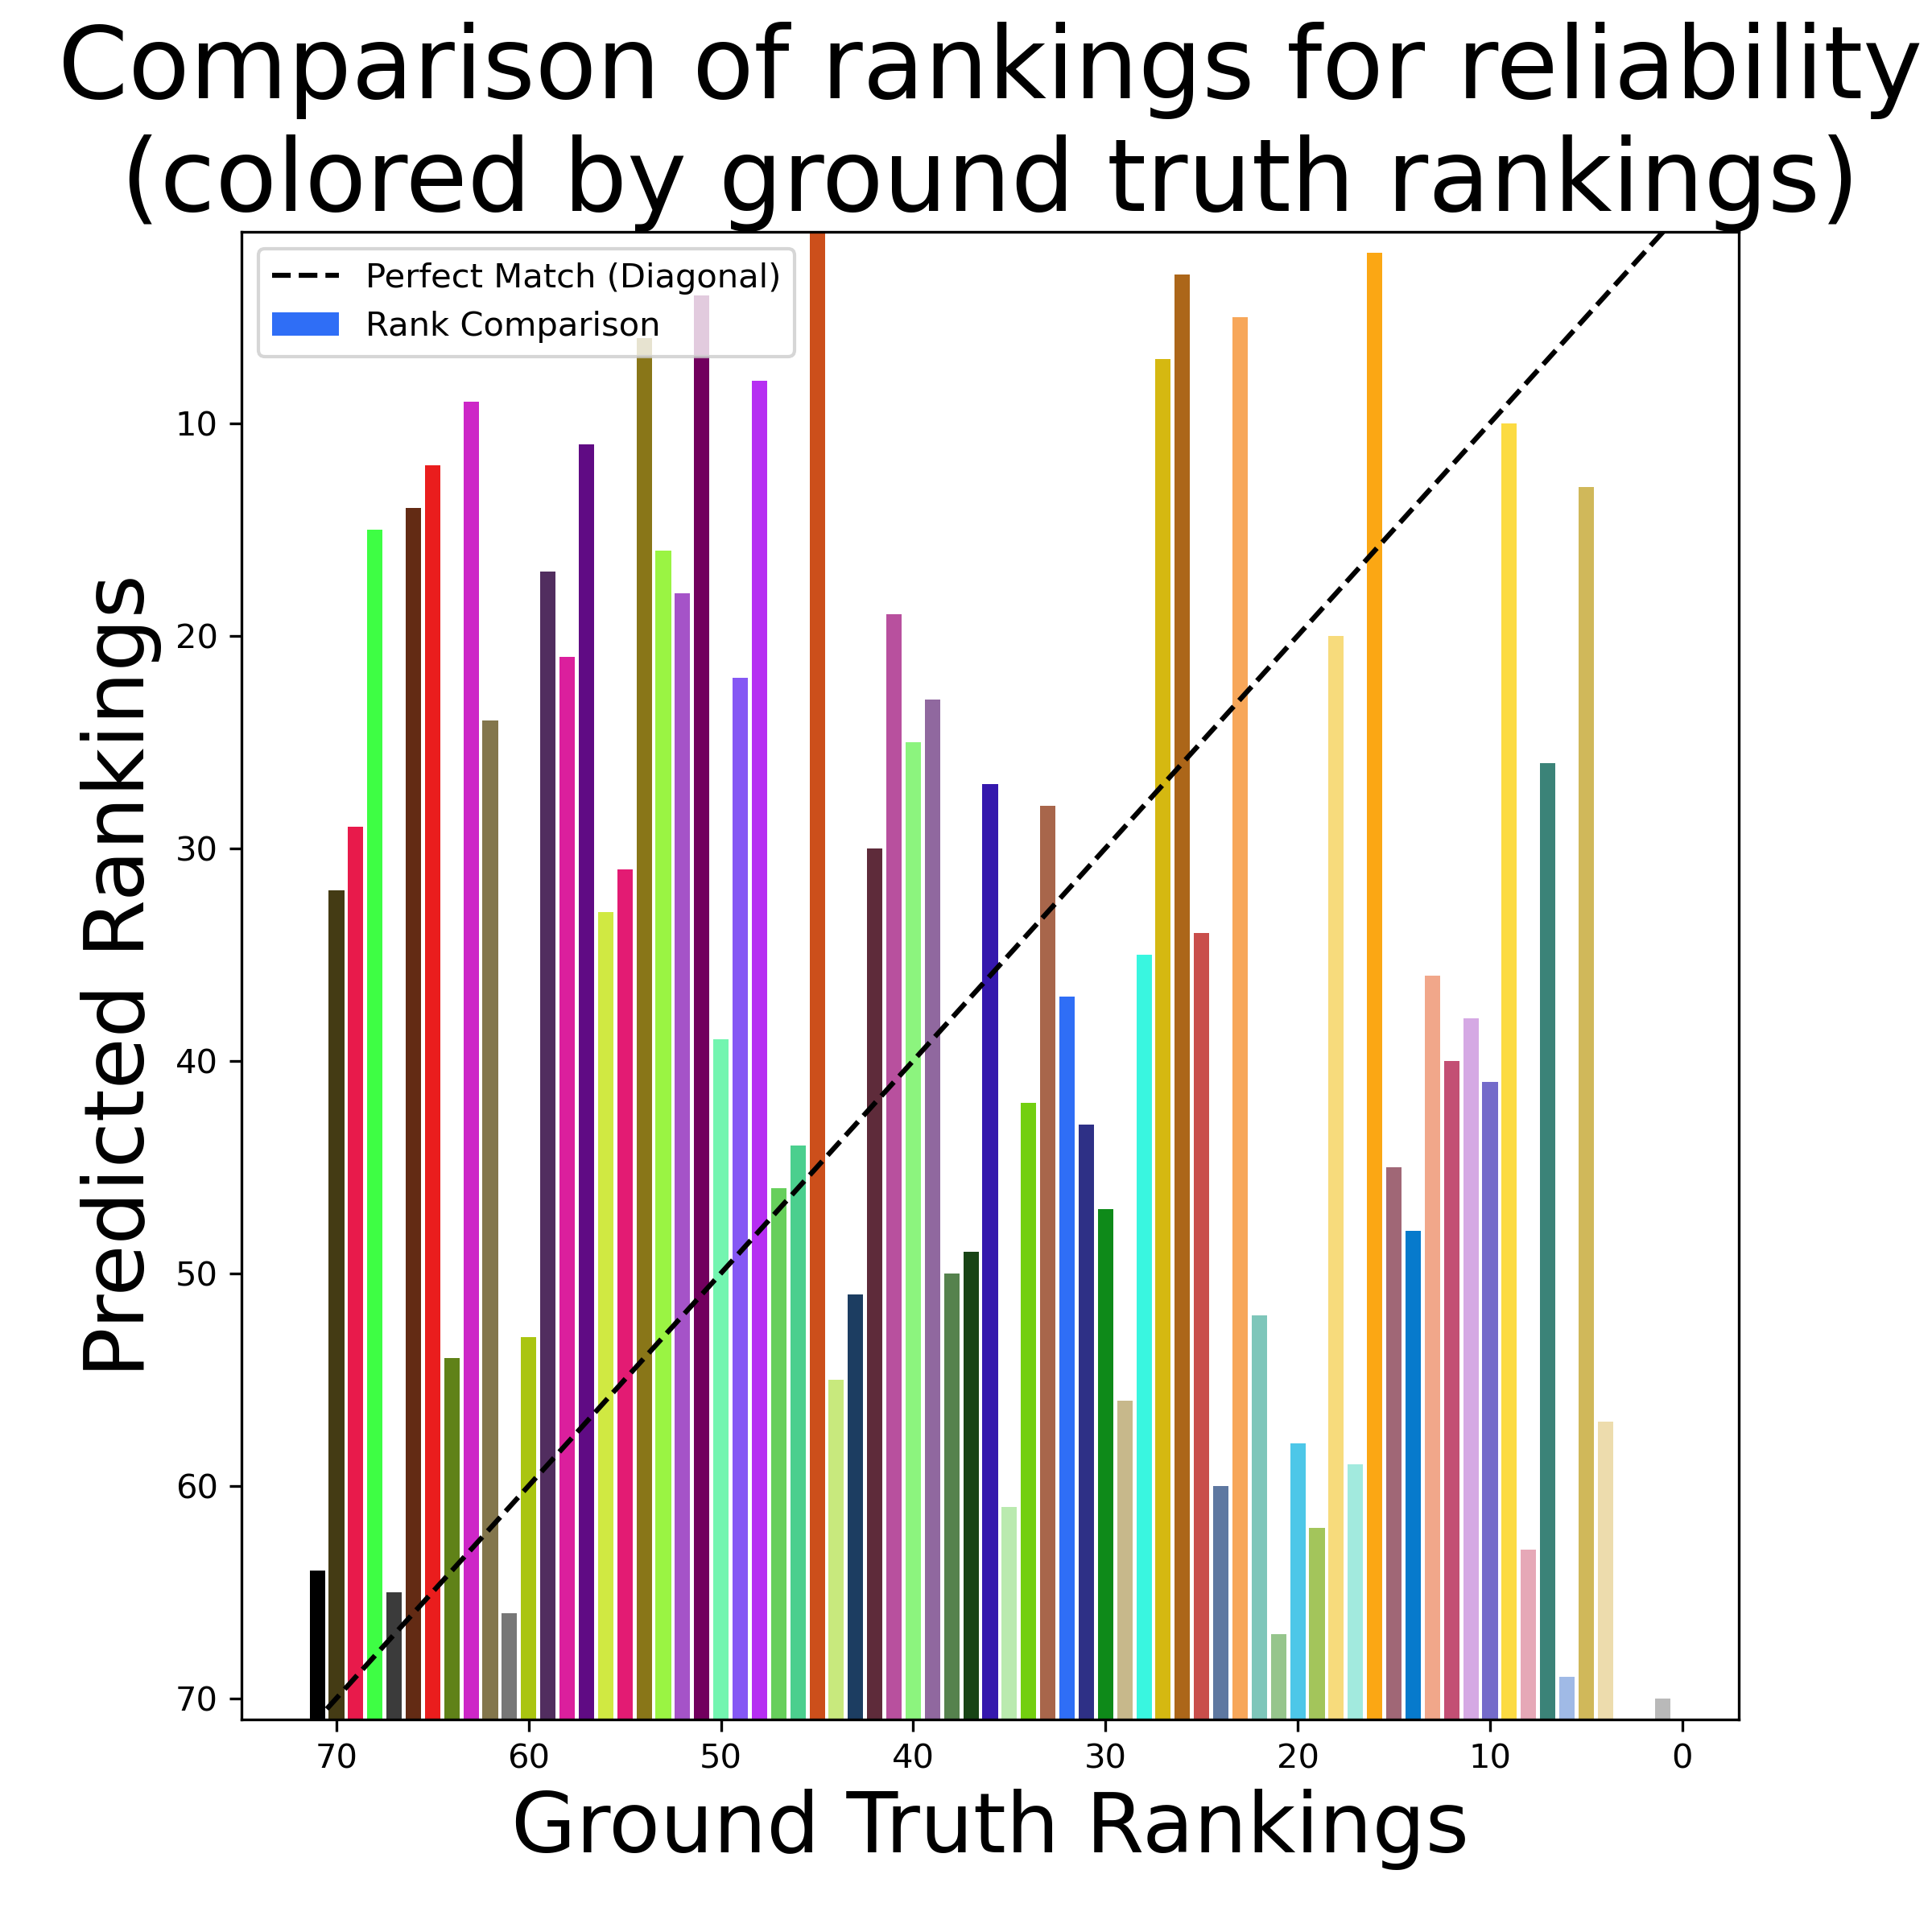 Comparison of rankings for reliability
(colored by ground truth rankings)
Perfect Match (Diagonal)
Rank Comparison
Predicted Rankings
10
20
30
40
50
60
70
70 60 50 40 30 20 10 0
Ground Truth Rankings